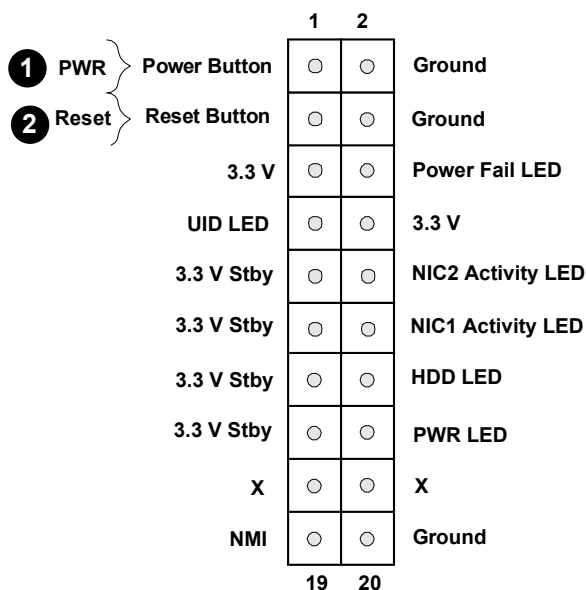 1 2
1 PWR Power Button Ground
2 Reset Reset Button Ground
3.3 V Power Fail LED
UID LED 3.3 V
3.3 V Stby NIC2 Activity LED
3.3 V Stby NIC1 Activity LED
3.3 V Stby HDD LED
3.3 V Stby PWR LED
X X
NMI Ground
19 20